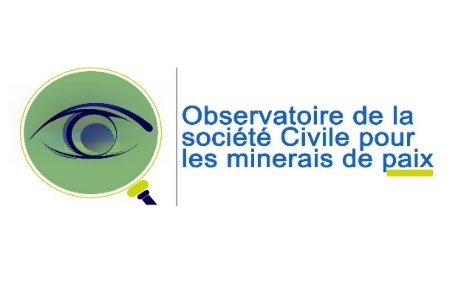 Observatoire de la
société Civile pour
les minerais de paix